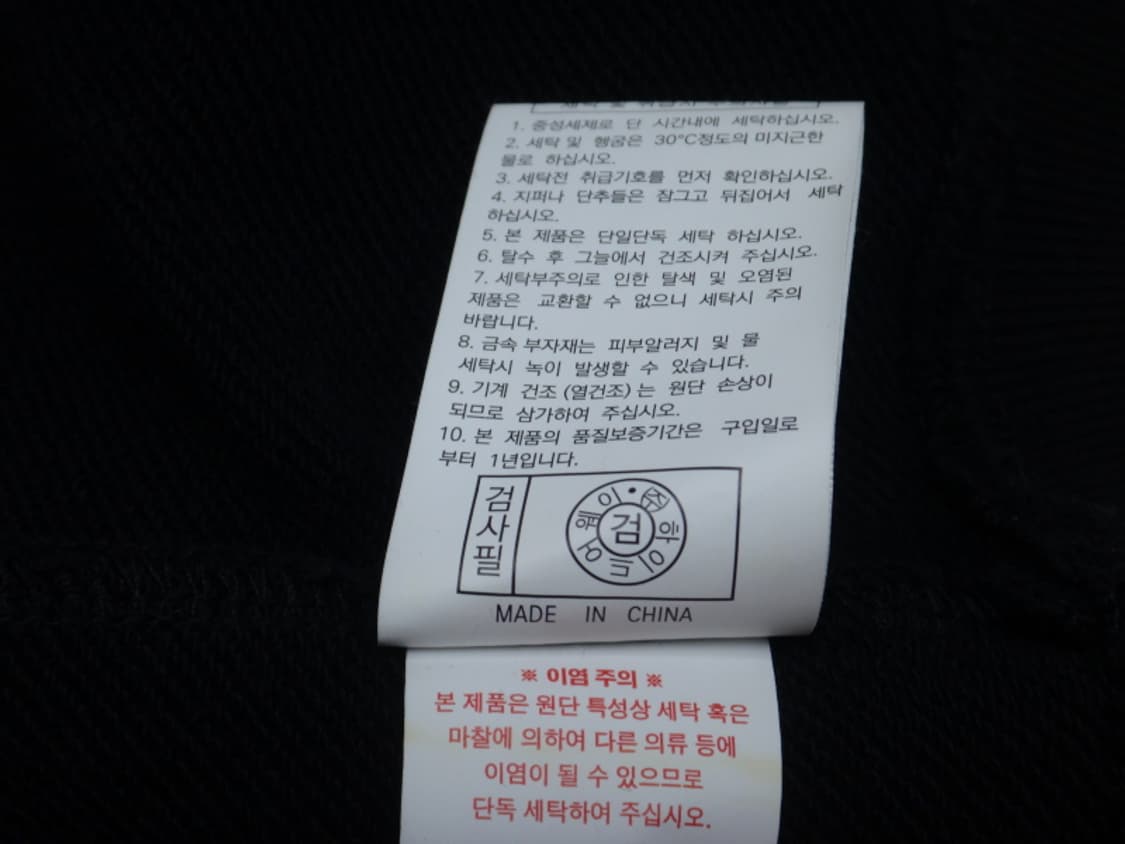 세탁 및 취급시 주의사항
1. 중성세제로 단 시간내에 세탁하십시오.
2. 세탁 및 헹굼은 30°C정도의 미지근한
물로 하십시오.
3. 세탁전 취급기호를 먼저 확인하십시오.
4. 지퍼나 단추들은 잠그고 뒤집어서 세탁
하십시오.
5. 본 제품은 단일단독 세탁 하십시오.
6. 탈수 후 그늘에서 건조시켜 주십시오.
7. 세탁부주의로 인한 탈색 및 오염된
제품은 교환할 수 없으니 세탁시 주의
바랍니다.
8. 금속 부자재는 피부알러지 및 물
세탁시 녹이 발생할 수 있습니다.
9. 기계 건조 (열건조) 는 원단 손상이
되므로 삼가하여 주십시오.
10. 본 제품의 품질보증기간은 구입일로
부터 1년입니다.
검사필
검
MADE IN CHINA
※ 이염 주의 ※
본 제품은 원단 특성상 세탁 혹은
마찰에 의하여 다른 의류 등에
이염이 될 수 있으므로
단독 세탁하여 주십시오.